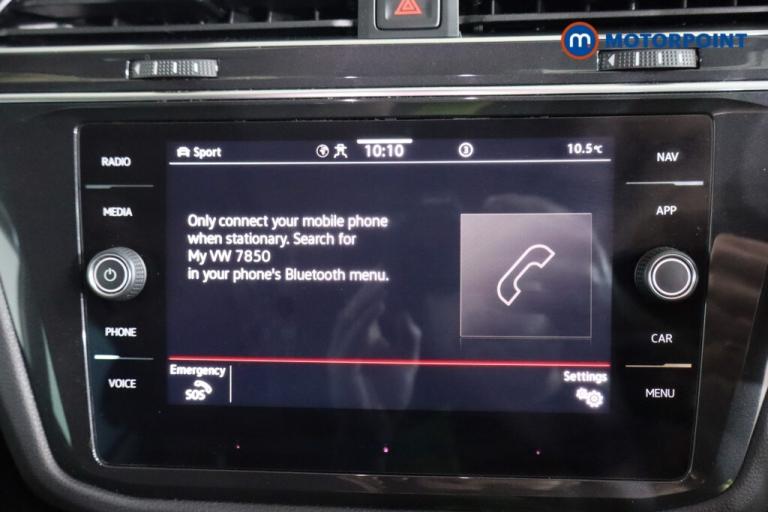 m MOTORPOINT
RADIO
MEDIA
PHONE
VOICE
Sport
10:10
3
10.5°C
Only connect your mobile phone
when stationary. Search for
My VW 7850
in your phone's Bluetooth menu.
Emergency
SOS
Settings
NAV
APP
CAR
MENU